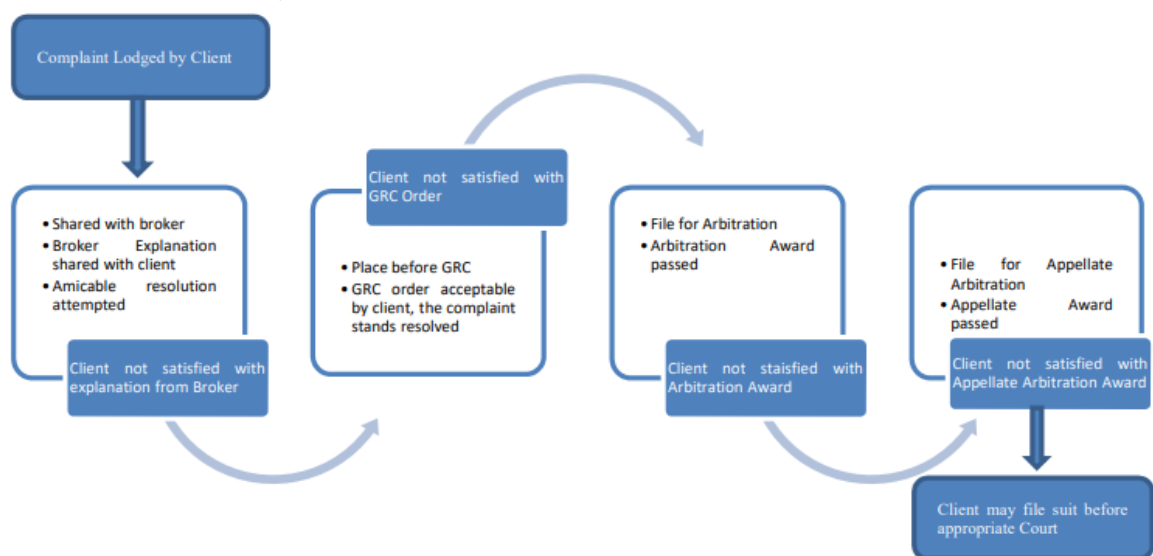 Complaint Lodged by Client
• Shared with broker
• Broker Explanation
shared with client
• Amicable resolution
attempted
Client not satisfied with
explanation from Broker
Client not satisfied with
GRC Order
• Place before GRC
• GRC order acceptable
by client, the complaint
stands resolved
• File for Arbitration
• Arbitration Award
passed
Client not staisfied with
Arbitration Award
• File for Appellate
Arbitration
• Appellate Award
passed
Client not satisfied with
Appellate Arbitration Award
Client may file suit before
appropriate Court